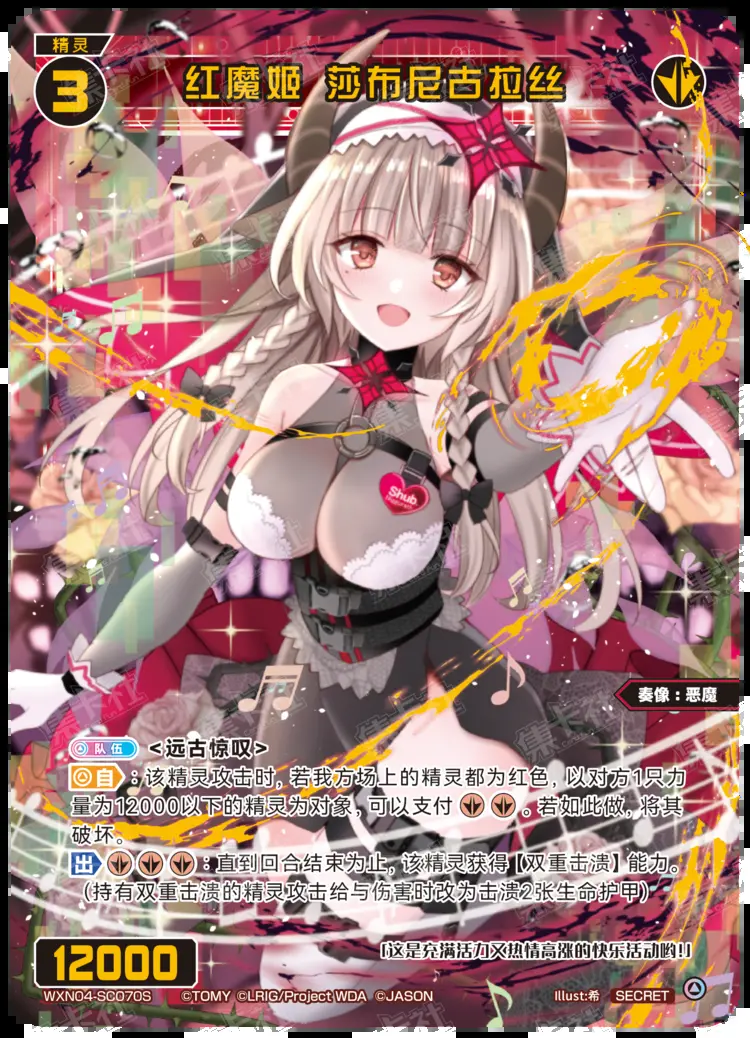 精灵
3
红魔姬 莎布尼古拉丝
Shub
奏像：恶魔
队伍 <远古惊叹>
自：该精灵攻击时，若我方场上的精灵都为红色，以对方1只力
量为12000以下的精灵为对象，可以支付 。若如此做，将其
破坏。
出 ：直到回合结束为止，该精灵获得【双重击溃】能力。
（持有双重击溃的精灵攻击给与伤害时改为击溃2张生命护甲）
「这是充满活力又热情高涨的快乐活动哟!」
12000
WXN04-SC070S ©TOMY ©LRIG/Project WDA ©JASON Illust:希 SECRET
集卡社